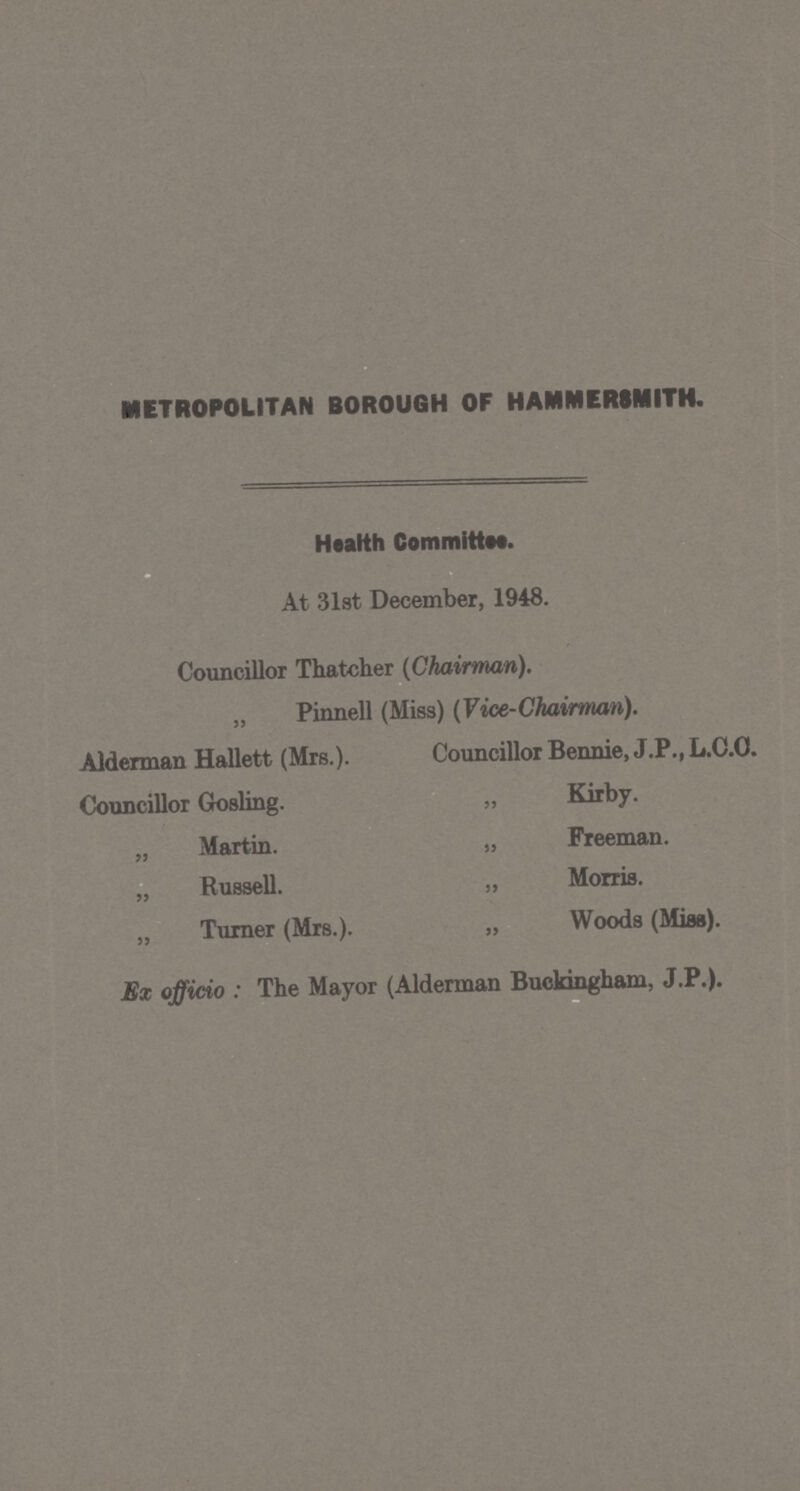 METROPOLITAN BOROUGH OF HAMMERSMITH.
Health Committee.
At 31st December, 1948.
Councillor Thatcher (Chairman).
„ Pinnell (Miss) (Vice-Chairman).
Alderman Hallett (Mrs.). Councillor Bennie, J.P., L.C.C.
Councillor Gosling. „ Kirby.
„ Martin. „ Freeman.
„ Russell. „ Morris.
„ Turner (Mrs.). „ Woods (Miss).
Ex officio : The Mayor (Alderman Buckingham, J.P.).